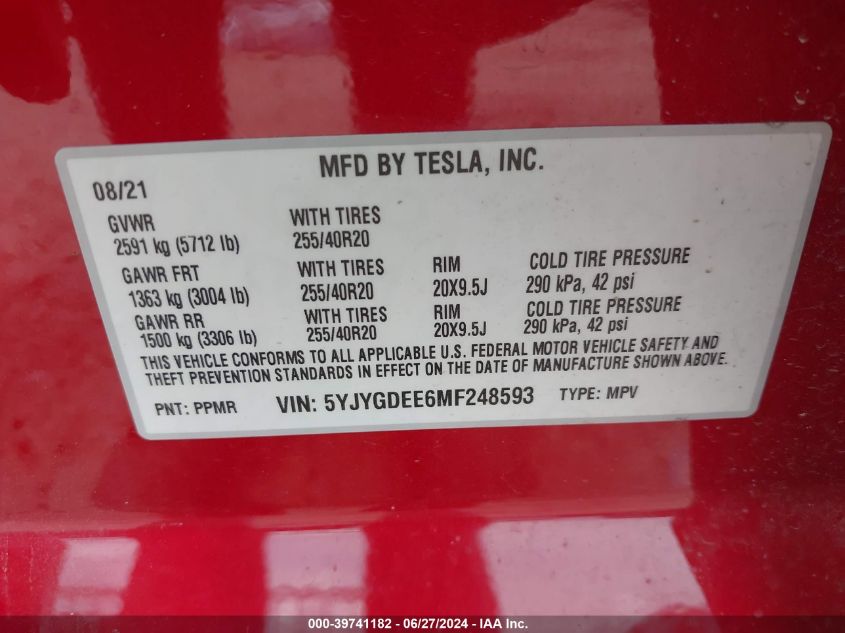 MFD BY TESLA, INC.
08/21
GVWR WITH TIRES
2591 kg (5712 lb) 255/40R20
GAWR FRT WITH TIRES RIM COLD TIRE PRESSURE
1363 kg (3004 lb) 255/40R20 20X9.5J 290 kPa, 42 psi
GAWR RR WITH TIRES RIM COLD TIRE PRESSURE
1500 kg (3306 lb) 255/40R20 20X9.5J 290 kPa, 42 psi
THIS VEHICLE CONFORMS TO ALL APPLICABLE U.S. FEDERAL MOTOR VEHICLE SAFETY AND
THEFT PREVENTION STANDARDS IN EFFECT ON THE DATE OF MANUFACTURE SHOWN ABOVE.
PNT: PPMR VIN: 5YJYGDEE6MF248593 TYPE: MPV
000-39741182 - 06/27/2024 - IAA Inc.